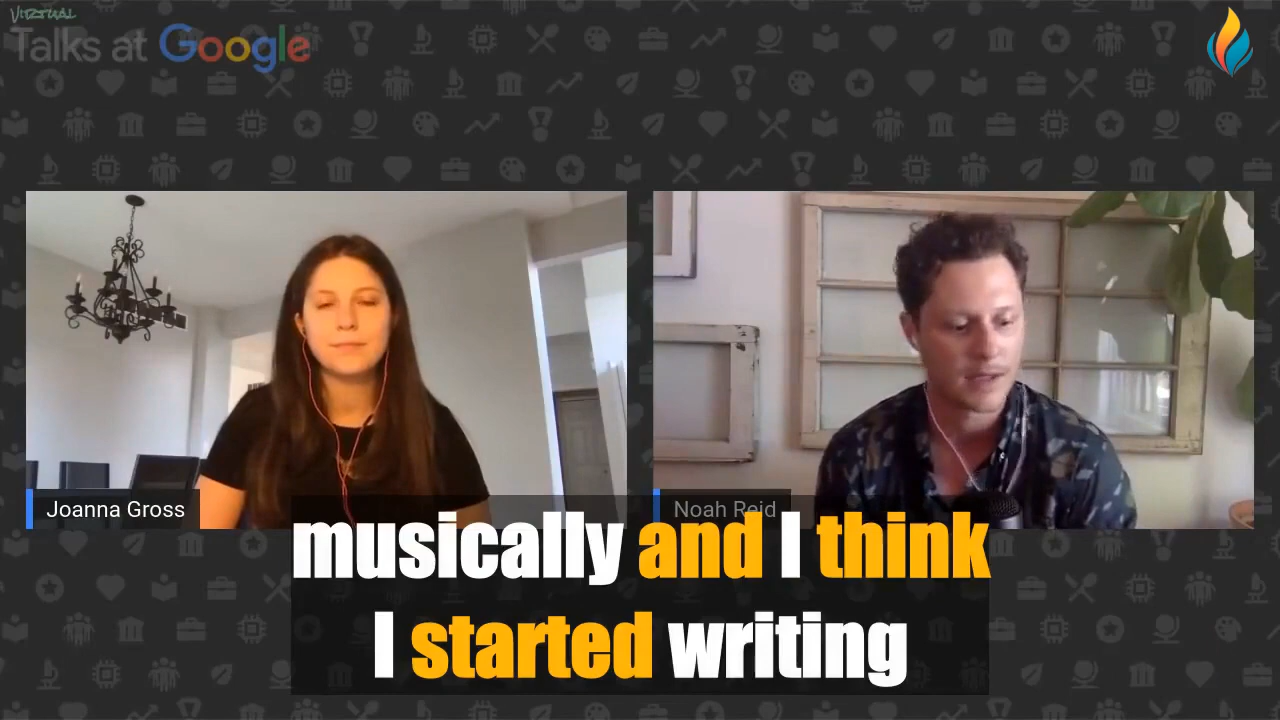 VIRTUAL
Talks at Google
Joanna Gross
Noah Reid
musically and I think
I started writing